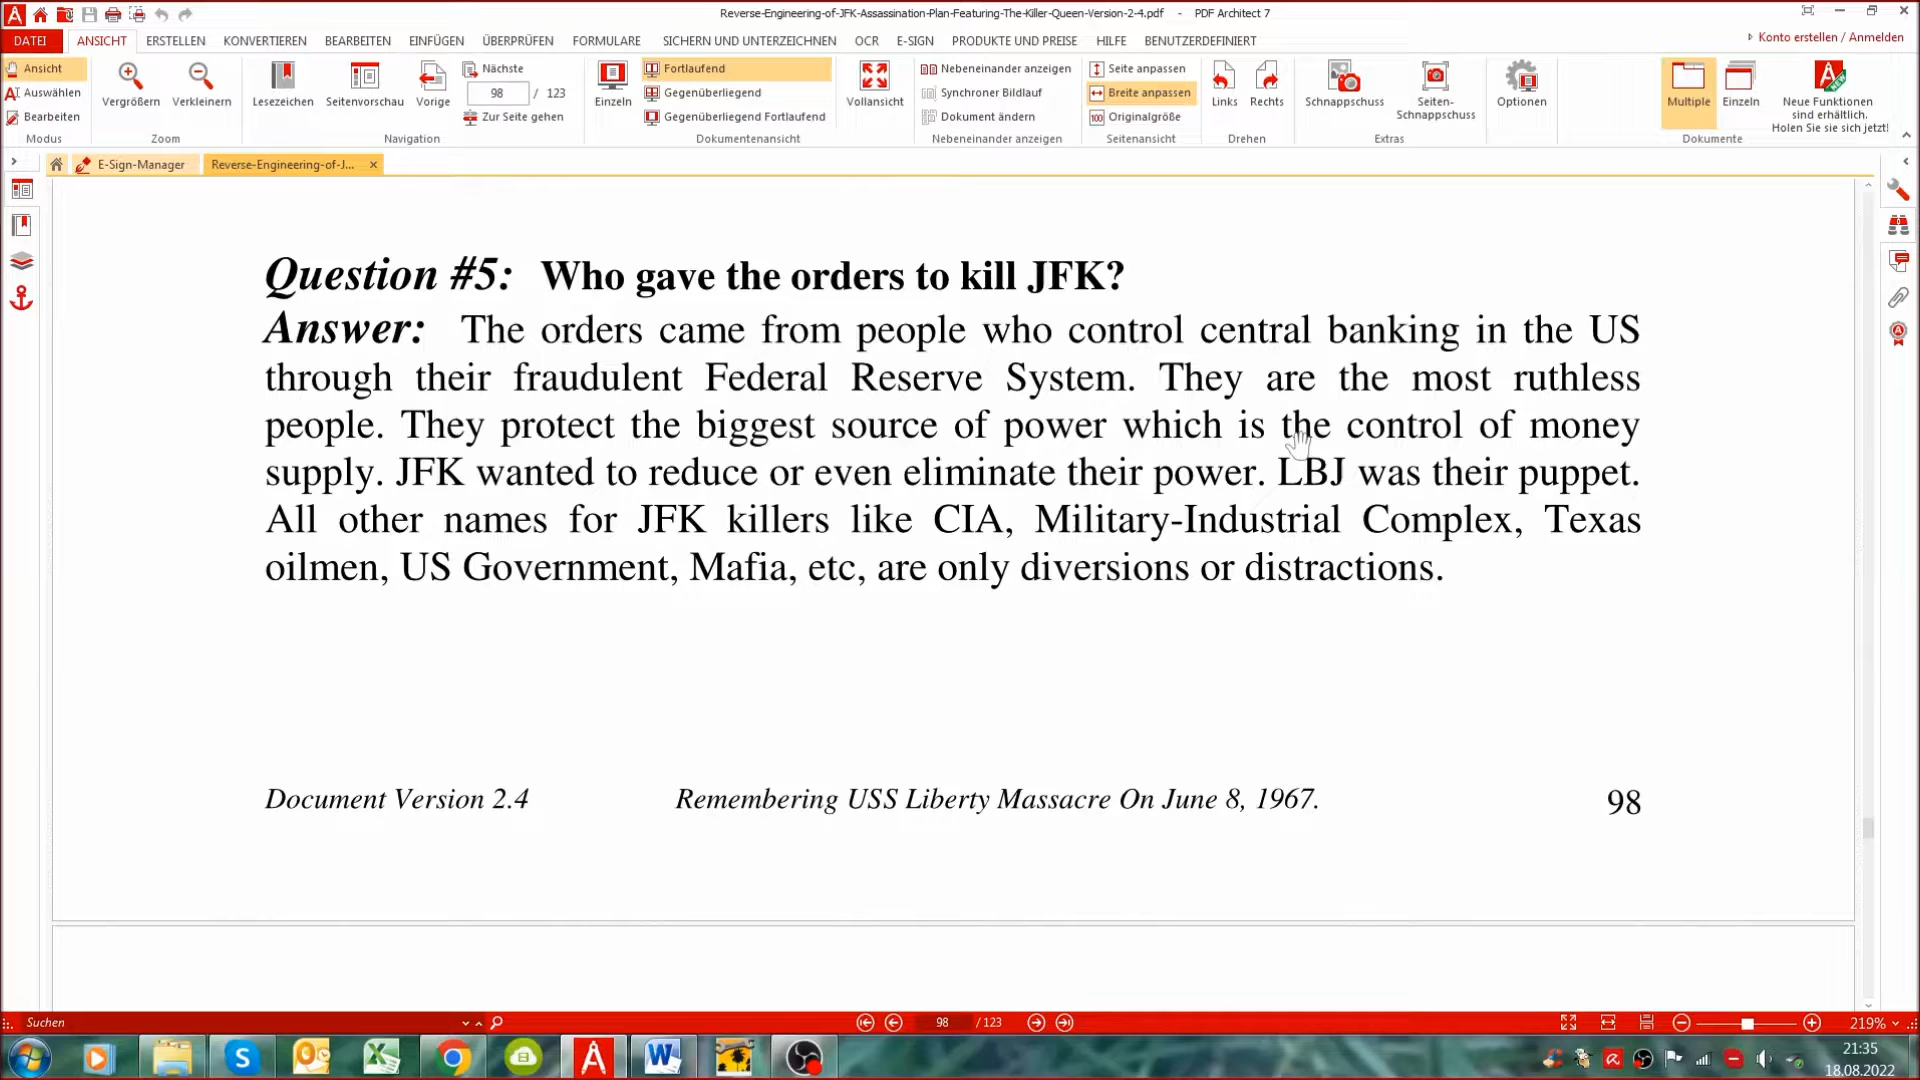 Reverse-Engineering-of-JFK-Assassination-Plan-Featuring-The-Killer-Queen-Version-2-4.pdf - PDF Architect 7
DATEI ANSICHT ERSTELLEN KONVERTIEREN BEARBEITEN EINFÜGEN ÜBERPRÜFEN FORMULARE SICHERN UND UNTERZEICHNEN OCR E-SIGN PRODUKTE UND PREISE HILFE BENUTZERDEFINIERT Konto erstellen / Anmelden
Ansicht
Auswählen
Bearbeiten
Modus
Vergrößern Verkleinern
Zoom
Lesezeichen Seitenvorschau Vorige
Nächste
98 / 123
Zur Seite gehen
Navigation
Einzeln
Fortlaufend
Gegenüberliegend
Gegenüberliegend Fortlaufend
Dokumentenansicht
Vollansicht
Nebeneinander anzeigen
Synchroner Bildlauf
Dokument ändern
Nebeneinander anzeigen
Seite anpassen
Breite anpassen
100 Originalgröße
Seitenansicht
Links Rechts
Drehen
Schnappschuss
Seiten-
Schnappschuss
Extras
Optionen
Multiple Einzeln
Neue Funktionen
sind erhältlich.
Holen Sie sie sich jetzt!
Dokumente
E-Sign-Manager Reverse-Engineering-of-J...
Question #5: Who gave the orders to kill JFK?
Answer: The orders came from people who control central banking in the US
through their fraudulent Federal Reserve System. They are the most ruthless
people. They protect the biggest source of power which is the control of money
supply. JFK wanted to reduce or even eliminate their power. LBJ was their puppet.
All other names for JFK killers like CIA, Military-Industrial Complex, Texas
oilmen, US Government, Mafia, etc, are only diversions or distractions.
Document Version 2.4 Remembering USS Liberty Massacre On June 8, 1967. 98
Suchen 98 / 123 219%
21:35
18.08.2022